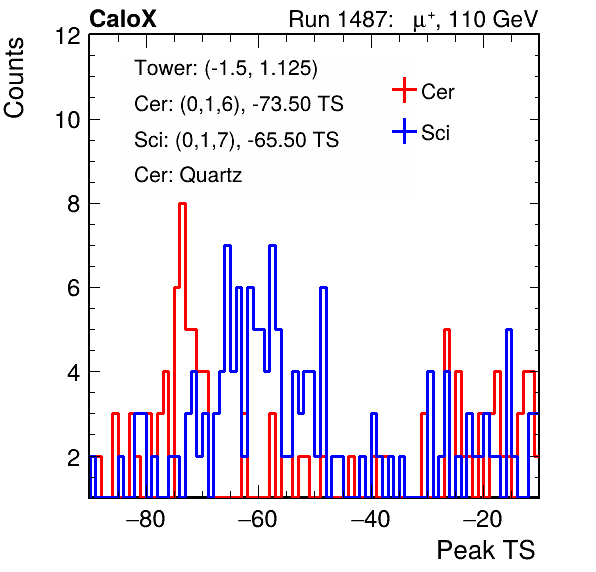 CaloX Run 1487: μ⁺, 110 GeV
Counts
12
10
8
6
4
2
Tower: (-1.5, 1.125)
Cer: (0,1,6), -73.50 TS
Sci: (0,1,7), -65.50 TS
Cer: Quartz
Cer
Sci
−80 −60 −40 −20
Peak TS